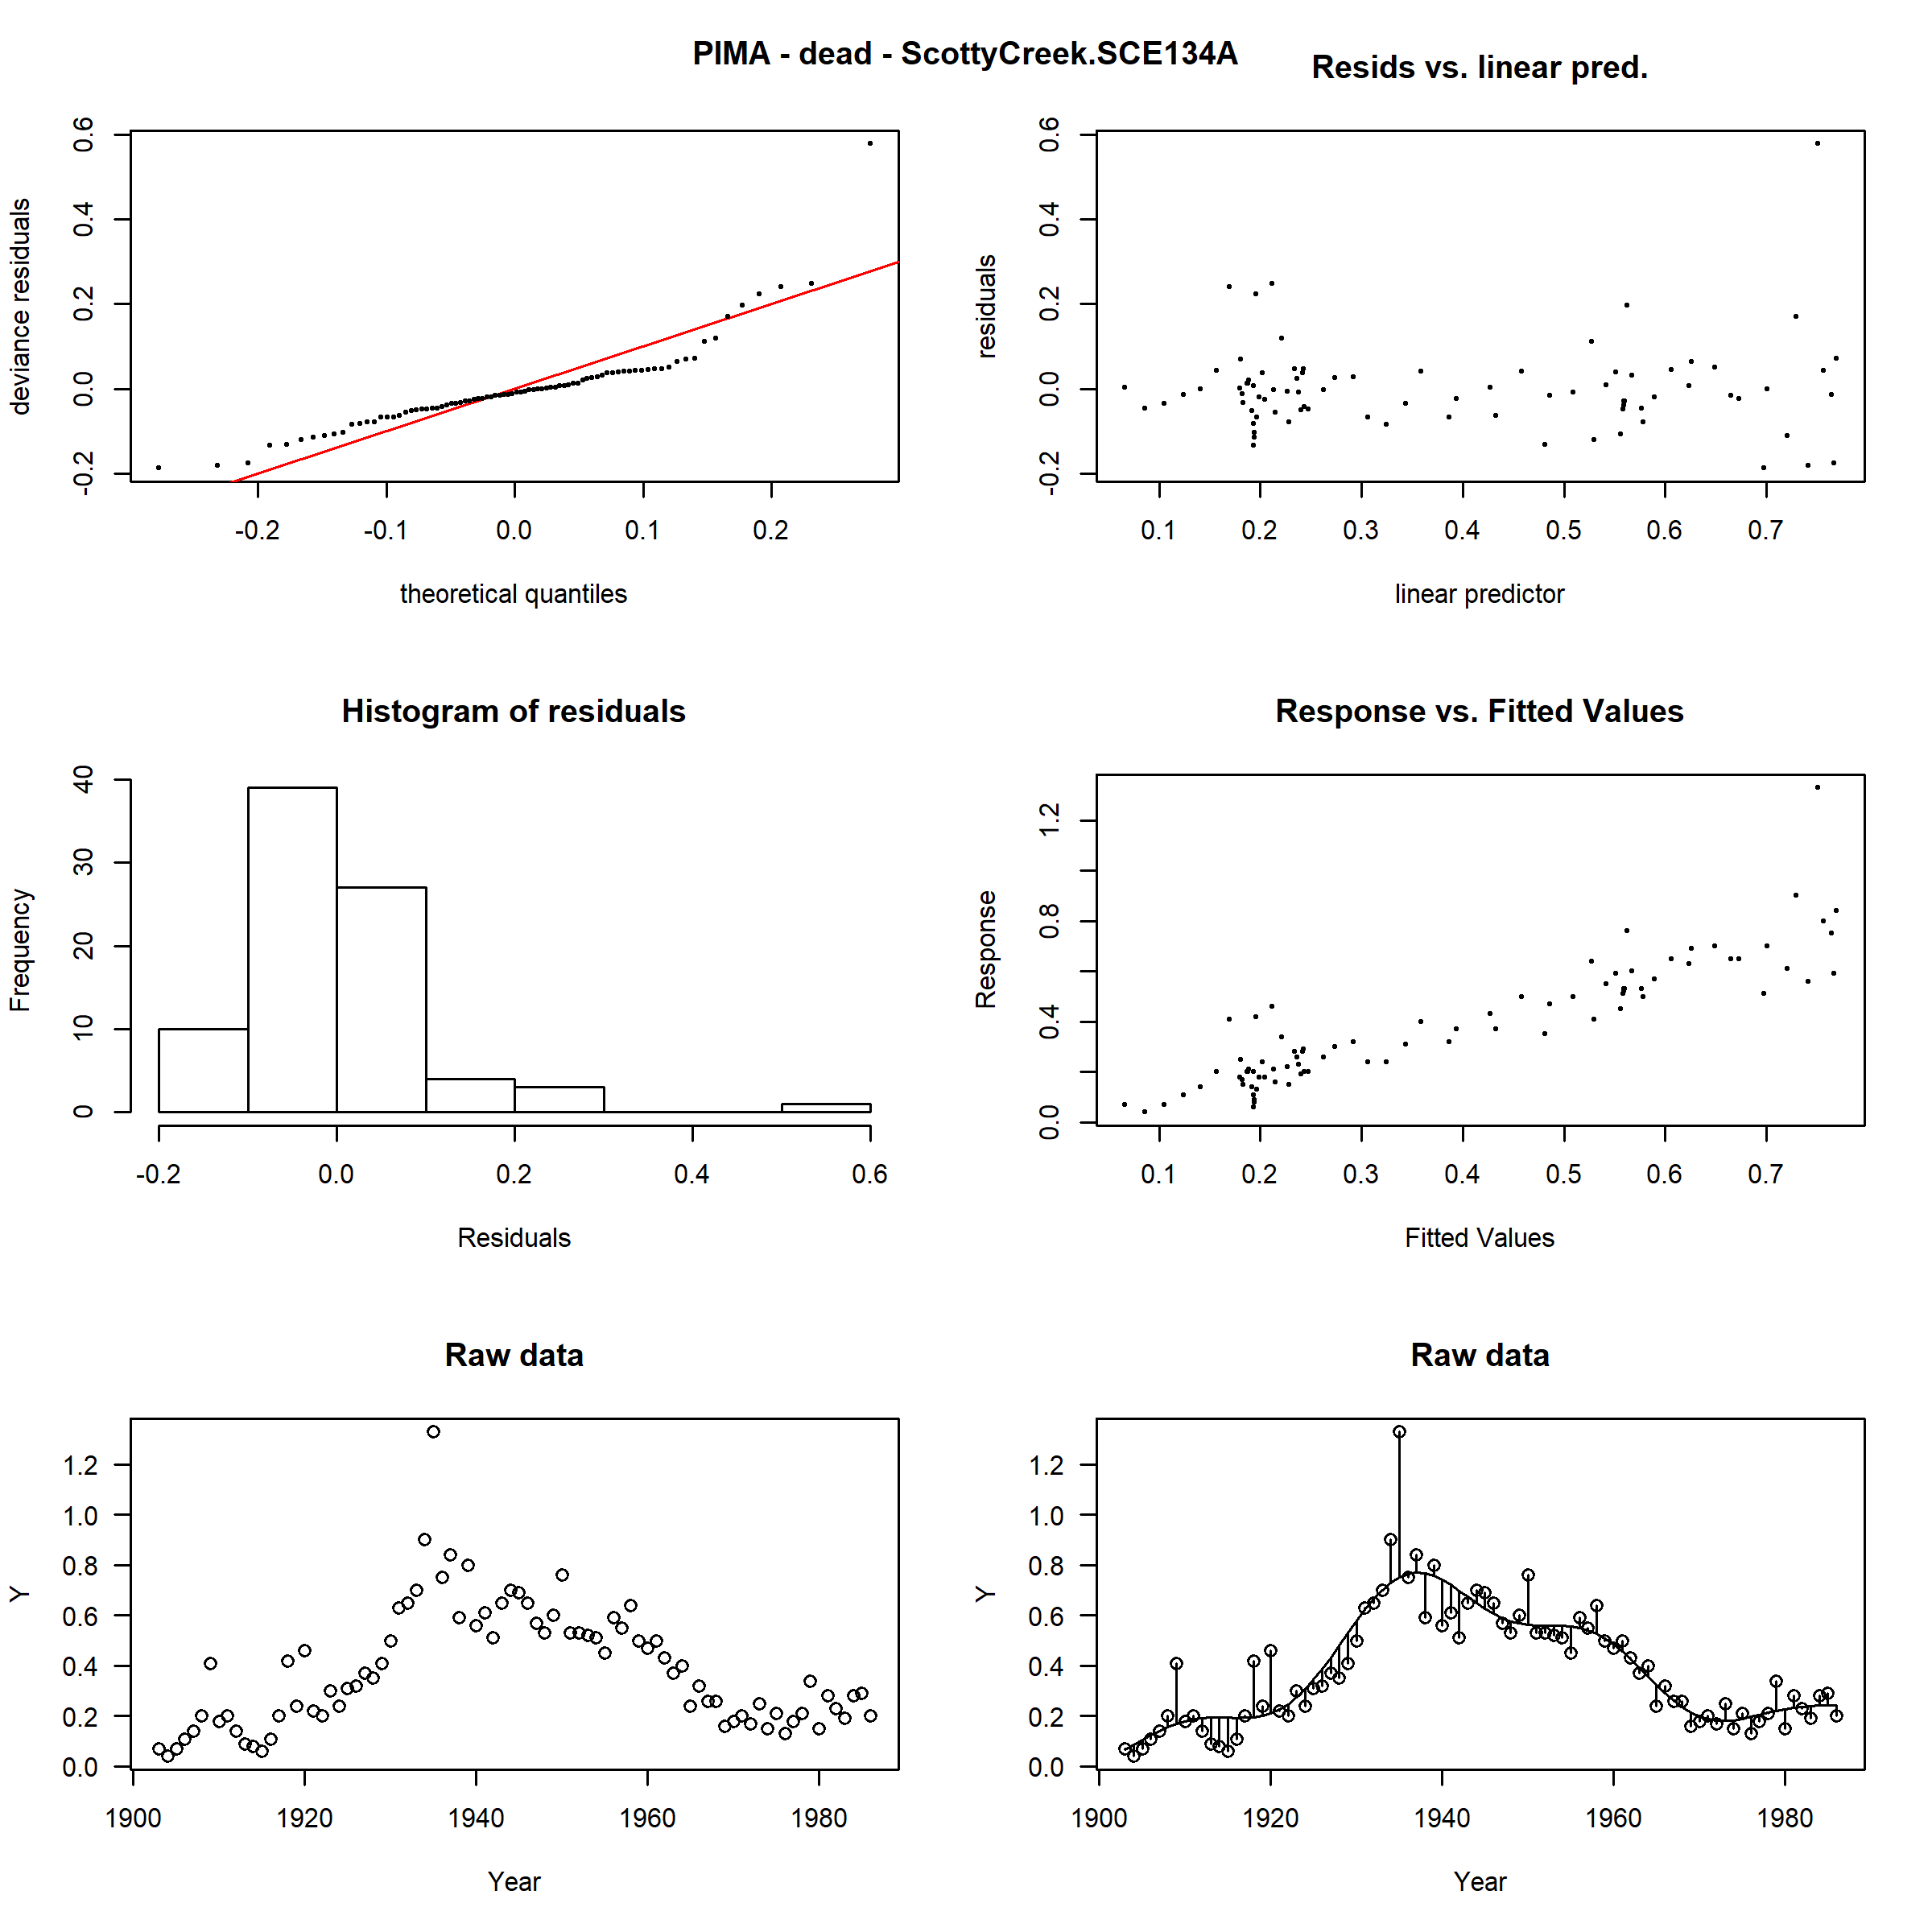 PIMA - dead - ScottyCreek.SCE134A
Resids vs. linear pred.
deviance residuals
-0.2 0.0 0.2 0.4 0.6
-0.2 -0.1 0.0 0.1 0.2
theoretical quantiles
residuals
-0.2 0.0 0.2 0.4 0.6
0.1 0.2 0.3 0.4 0.5 0.6 0.7
linear predictor
Histogram of residuals
Frequency
0 10 20 30 40
-0.2 0.0 0.2 0.4 0.6
Residuals
Response vs. Fitted Values
Response
0.0 0.4 0.8 1.2
0.1 0.2 0.3 0.4 0.5 0.6 0.7
Fitted Values
Raw data
Y
1.2
1.0
0.8
0.6
0.4
0.2
0.0
1900 1920 1940 1960 1980
Year
Raw data
Y
1.2
1.0
0.8
0.6
0.4
0.2
0.0
1900 1920 1940 1960 1980
Year